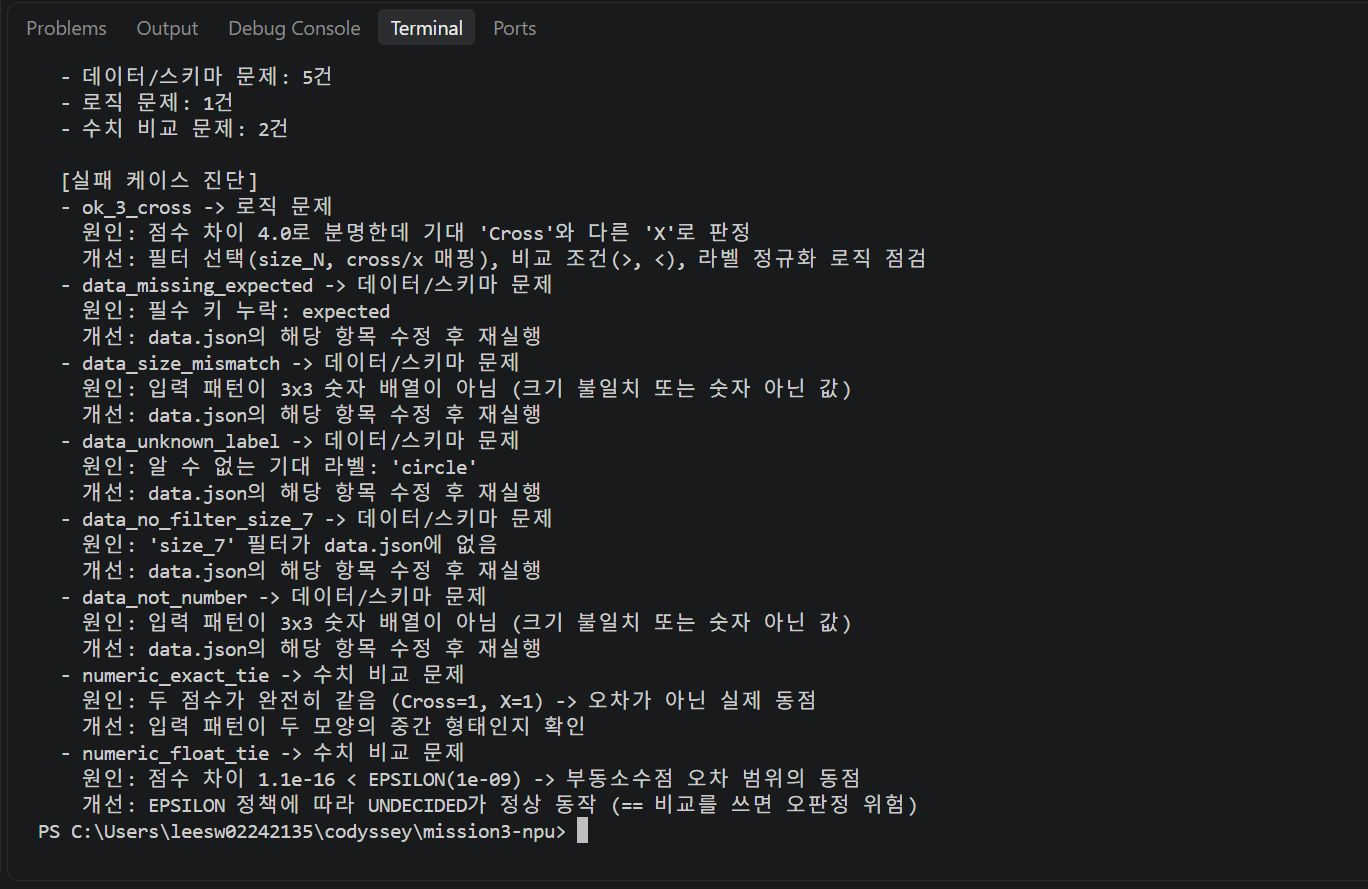 Problems Output Debug Console Terminal Ports
- 데이터/스키마 문제: 5건
- 로직 문제: 1건
- 수치 비교 문제: 2건
[실패 케이스 진단]
- ok_3_cross -> 로직 문제
원인: 점수 차이 4.0로 분명한데 기대 'Cross'와 다른 'X'로 판정
개선: 필터 선택(size_N, cross/x 매핑), 비교 조건(>, <), 라벨 정규화 로직 점검
- data_missing_expected -> 데이터/스키마 문제
원인: 필수 키 누락: expected
개선: data.json의 해당 항목 수정 후 재실행
- data_size_mismatch -> 데이터/스키마 문제
원인: 입력 패턴이 3x3 숫자 배열이 아님 (크기 불일치 또는 숫자 아닌 값)
개선: data.json의 해당 항목 수정 후 재실행
- data_unknown_label -> 데이터/스키마 문제
원인: 알 수 없는 기대 라벨: 'circle'
개선: data.json의 해당 항목 수정 후 재실행
- data_no_filter_size_7 -> 데이터/스키마 문제
원인: 'size_7' 필터가 data.json에 없음
개선: data.json의 해당 항목 수정 후 재실행
- data_not_number -> 데이터/스키마 문제
원인: 입력 패턴이 3x3 숫자 배열이 아님 (크기 불일치 또는 숫자 아닌 값)
개선: data.json의 해당 항목 수정 후 재실행
- numeric_exact_tie -> 수치 비교 문제
원인: 두 점수가 완전히 같음 (Cross=1, X=1) -> 오차가 아닌 실제 동점
개선: 입력 패턴이 두 모양의 중간 형태인지 확인
- numeric_float_tie -> 수치 비교 문제
원인: 점수 차이 1.1e-16 < EPSILON(1e-09) -> 부동소수점 오차 범위의 동점
개선: EPSILON 정책에 따라 UNDECIDED가 정상 동작 (== 비교를 쓰면 오판정 위험)
PS C:\Users\leesw02242135\codyssey\mission3-npu>